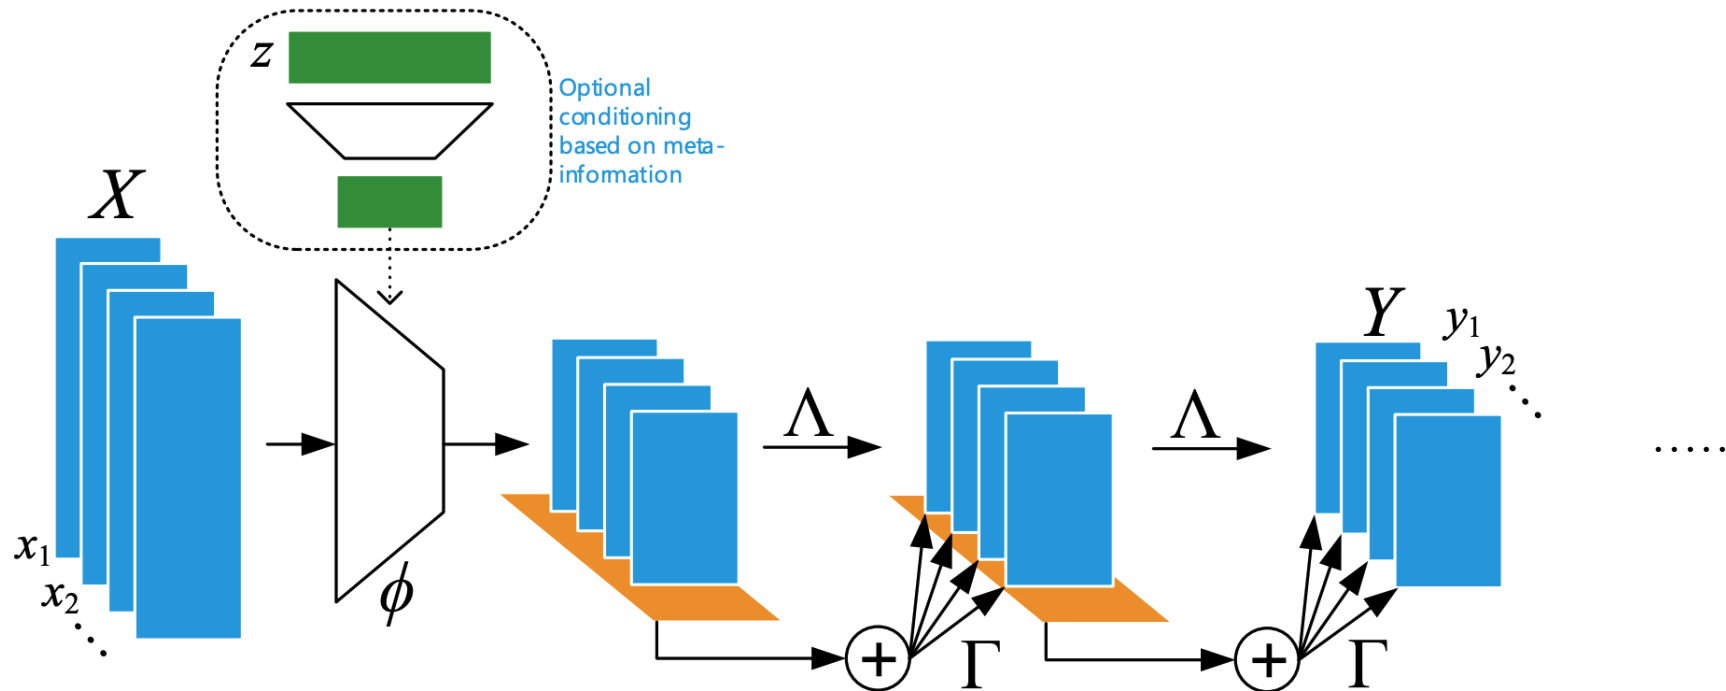 z
Optional
conditioning
based on meta-
information
X
x1
x2
⋱
ϕ
Λ
+
Γ
Λ
+
Γ
Y
y1
y2
⋱
.....